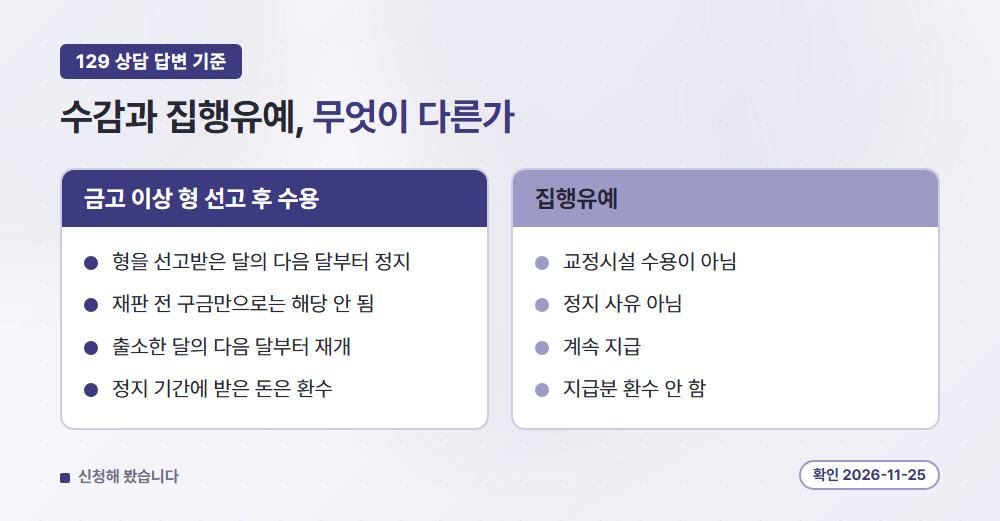 129 상담 답변 기준
수감과 집행유예, 무엇이 다른가
금고 이상 형 선고 후 수용
형을 선고받은 달의 다음 달부터 정지
재판 전 구금만으로는 해당 안 됨
출소한 달의 다음 달부터 재개
정지 기간에 받은 돈은 환수
집행유예
교정시설 수용이 아님
정지 사유 아님
계속 지급
지급분 환수 안 함
신청해 봤습니다
확인 2026-11-25